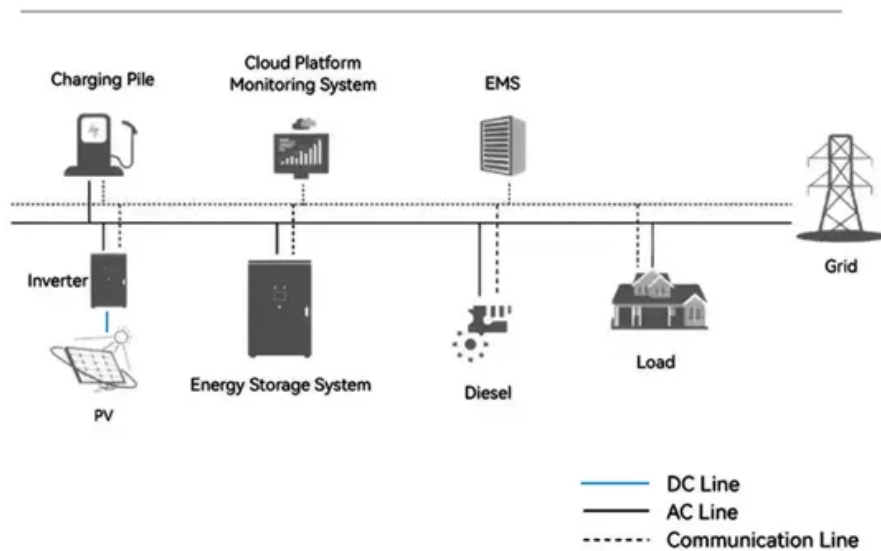 Charging Pile
Cloud Platform
Monitoring System
EMS
Grid
Inverter
Energy Storage System
Diesel
Load
PV
DC Line
AC Line
Communication Line